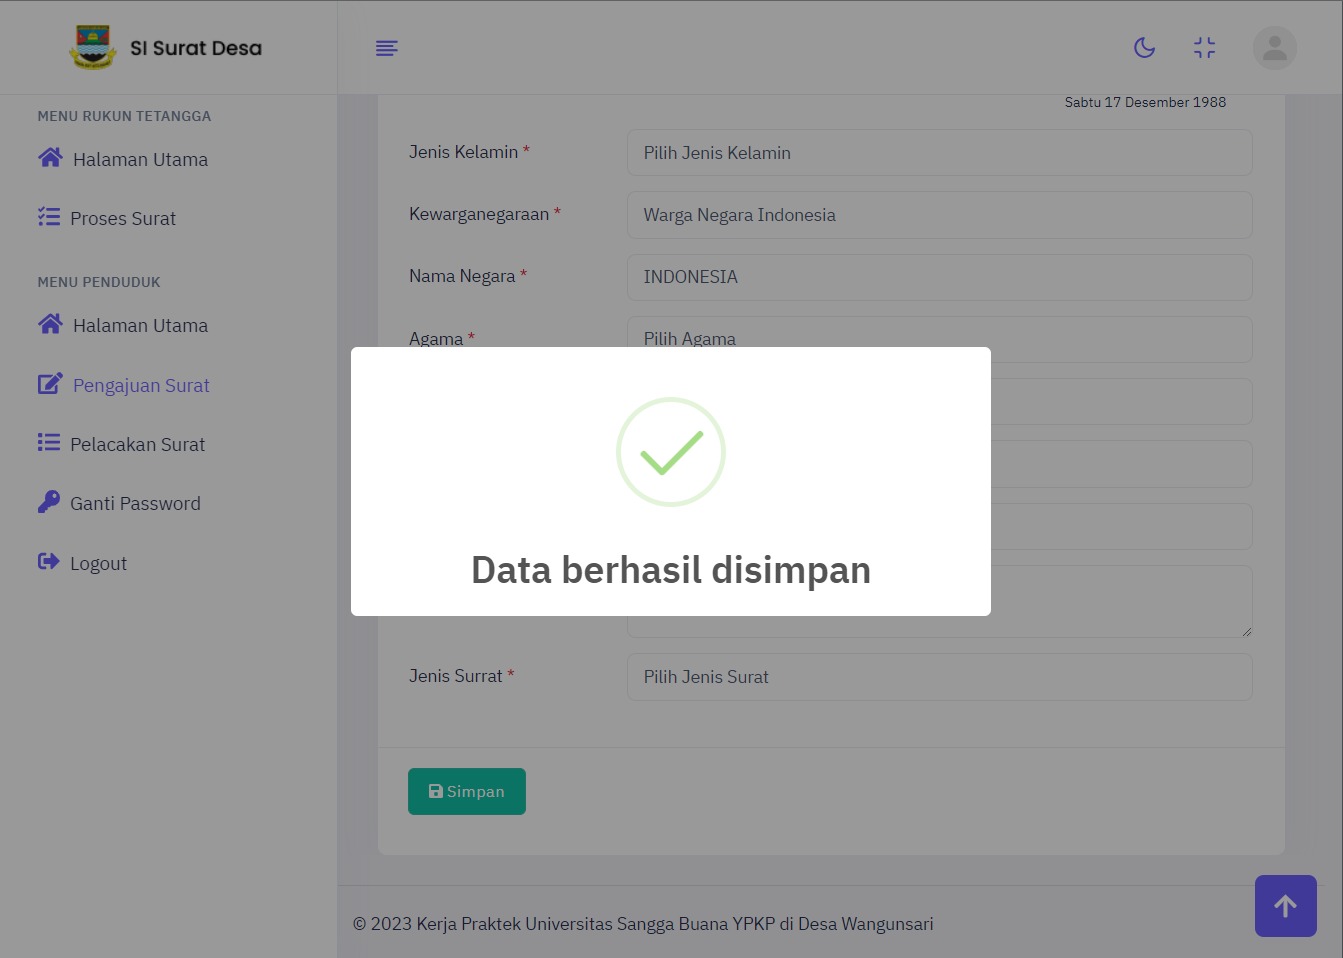 SI Surat Desa
MENU RUKUN TETANGGA
Halaman Utama
Proses Surat
MENU PENDUDUK
Halaman Utama
Pengajuan Surat
Pelacakan Surat
Ganti Password
Logout
Sabtu 17 Desember 1988
Jenis Kelamin *
Pilih Jenis Kelamin
Kewarganegaraan *
Warga Negara Indonesia
Nama Negara *
INDONESIA
Agama *
Pilih Agama
Data berhasil disimpan
Jenis Surrat *
Pilih Jenis Surat
Simpan
© 2023 Kerja Praktek Universitas Sangga Buana YPKP di Desa Wangunsari